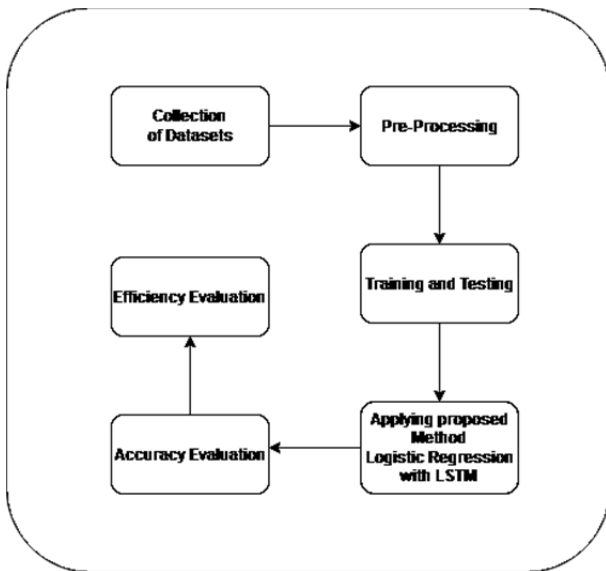 Collection
of Datasets
Pre-Processing
Training and Testing
Applying proposed
Method
Logistic Regression
with LSTM
Accuracy Evaluation
Efficiency Evaluation